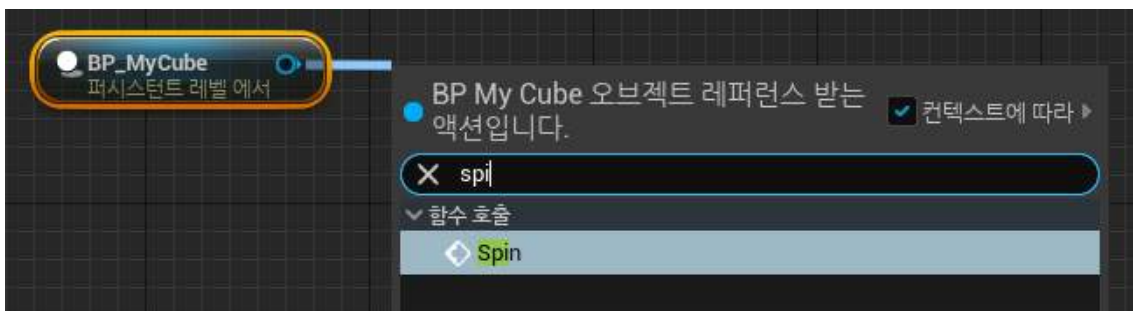 BP_MyCube
퍼시스턴트 레벨 에서
BP My Cube 오브젝트 레퍼런스 받는
액션입니다.
컨텍스트에 따라
spi
함수 호출
Spin